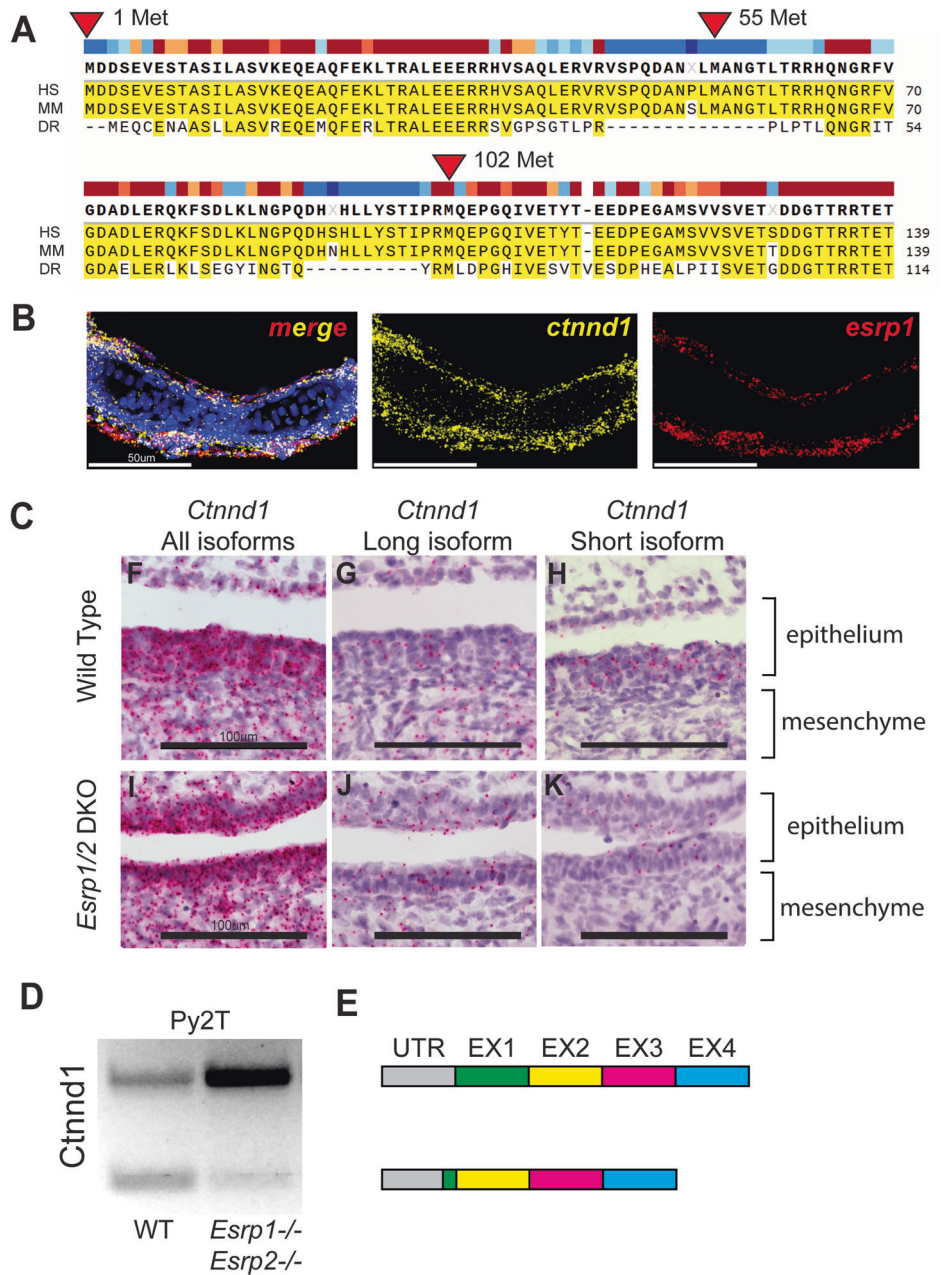 A
1 Met
55 Met
MDDSEVESTASILASVKEQEAQFEKLTRALEEERRHVSAQLERVRVSPQDANXLMANGTLTRRHQNGRFV
HS MDDSEVESTASILASVKEQEAQFEKLTRALEEERRHVSAQLERVRVSPQDANPLMANGTLTRRHQNGRFV 70
MM MDDSEVESTASILASVKEQEAQFEKLTRALEEERRHVSAQLERVRVSPQDANSLMANGTLTRRHQNGRFV 70
DR --MEQCENAASLLASVREQEMQFERLTRALEEERRSVGPSGTLPR--------------PLPTLQNGRIT 54
102 Met
GDADLERQKFSDLKLNGPQDHXHLLYSTIPRMQEPGQIVETYT-EEDPEGAMSVVSVETXDDGTTRRTET
HS GDADLERQKFSDLKLNGPQDHSHLLYSTIPRMQEPGQIVETYT-EEDPEGAMSVVSVETSDDGTTRRTET 139
MM GDADLERQKFSDLKLNGPQDHNHLLYSTIPRMQEPGQIVETYT-EEDPEGAMSVVSVETTDDGTTRRTET 139
DR GDAELERLKLSEGYINGTQ----------YRMLDPGHIVESVTVESDPHEALPIISVETGDDGTTRRTET 114
B
merge
ctnnd1
esrp1
50um
C
Ctnnd1
All isoforms
Ctnnd1
Long isoform
Ctnnd1
Short isoform
Wild Type
F
G
H
100um
epithelium
mesenchyme
Esrp1/2 DKO
I
J
K
100um
epithelium
mesenchyme
D
Py2T
Ctnnd1
WT
Esrp1-/-
Esrp2-/-
E
UTR EX1 EX2 EX3 EX4